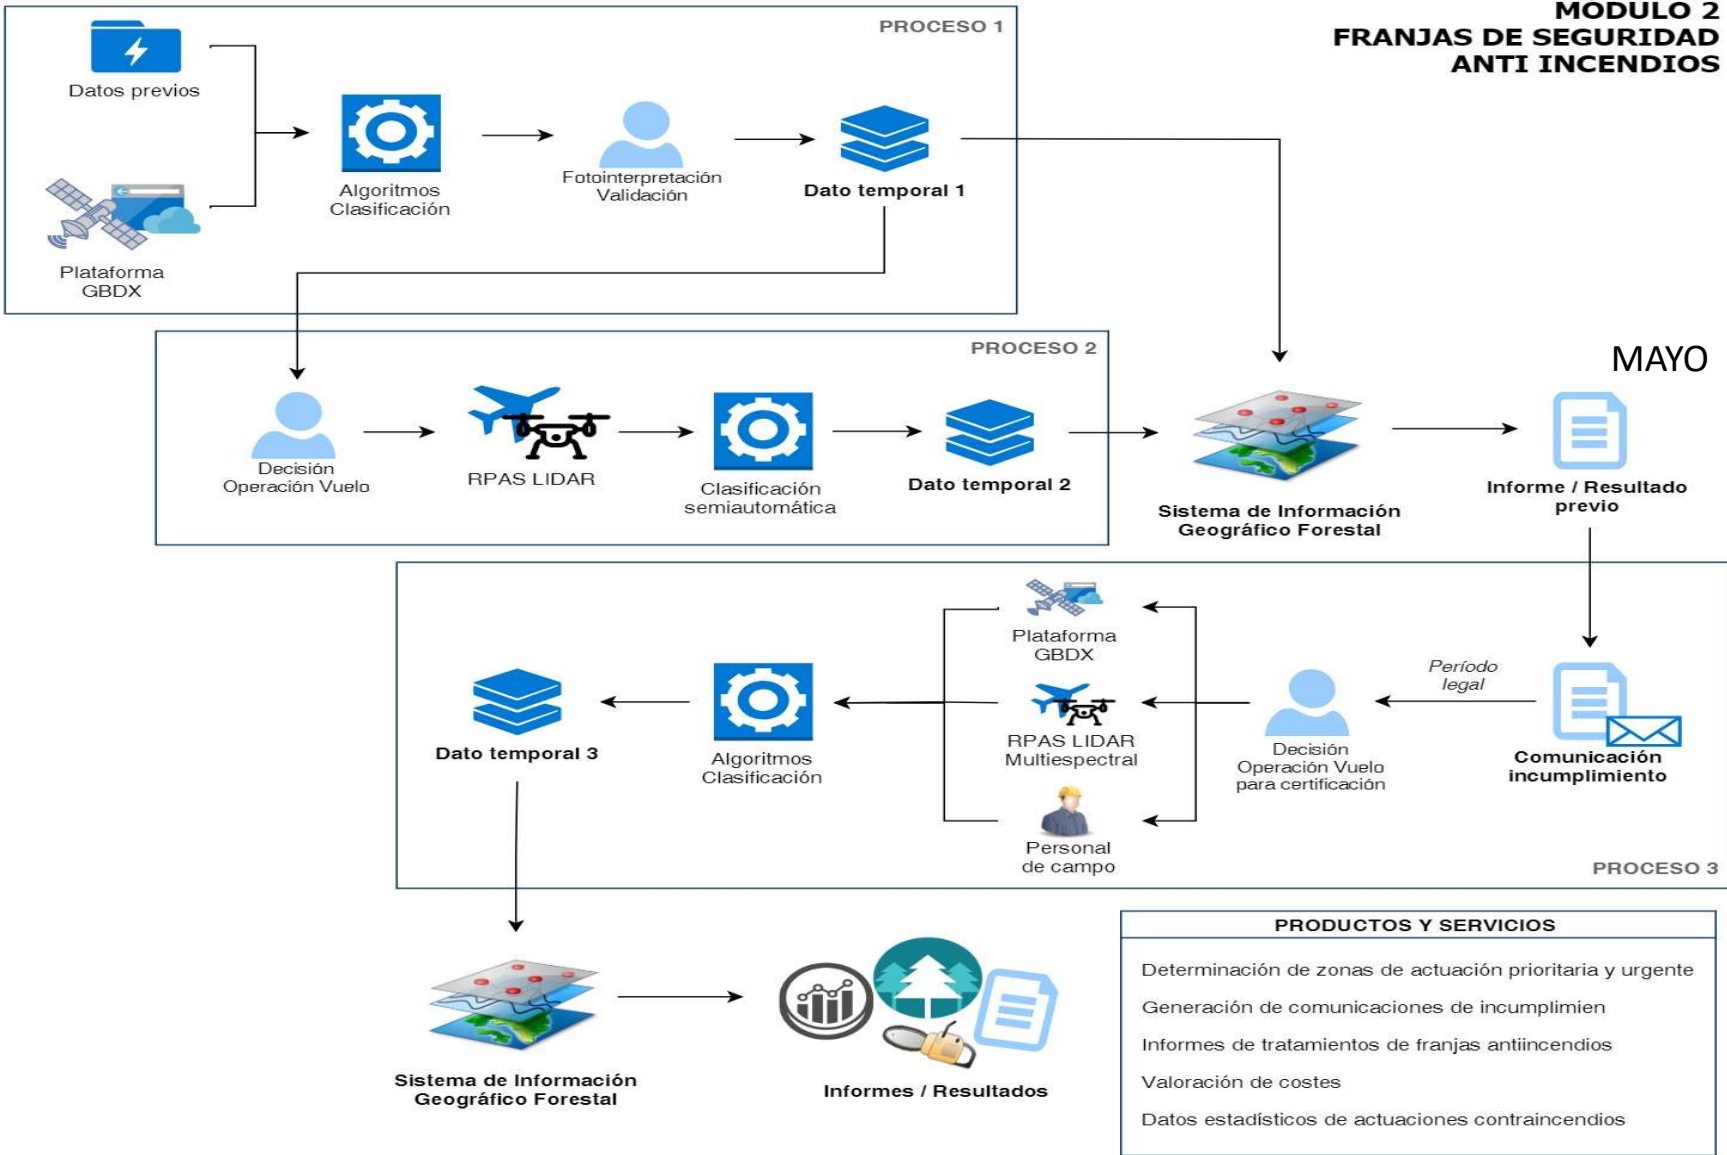 MÓDULO 2
FRANJAS DE SEGURIDAD
ANTI INCENDIOS
PROCESO 1
Datos previos
Plataforma
GBDX
Algoritmos
Clasificación
Fotointerpretación
Validación
Dato temporal 1
PROCESO 2
Decisión
Operación Vuelo
RPAS LIDAR
Clasificación
semiautomática
Dato temporal 2
Sistema de Información
Geográfico Forestal
MAYO
Informe / Resultado
previo
Plataforma
GBDX
RPAS LIDAR
Multiespectral
Personal
de campo
Período
legal
Decisión
Operación Vuelo
para certificación
Comunicación
incumplimiento
Algoritmos
Clasificación
Dato temporal 3
PROCESO 3
Sistema de Información
Geográfico Forestal
Informes / Resultados
PRODUCTOS Y SERVICIOS
Determinación de zonas de actuación prioritaria y urgente
Generación de comunicaciones de incumplimien
Informes de tratamientos de franjas antiincendios
Valoración de costes
Datos estadísticos de actuaciones contraincendios